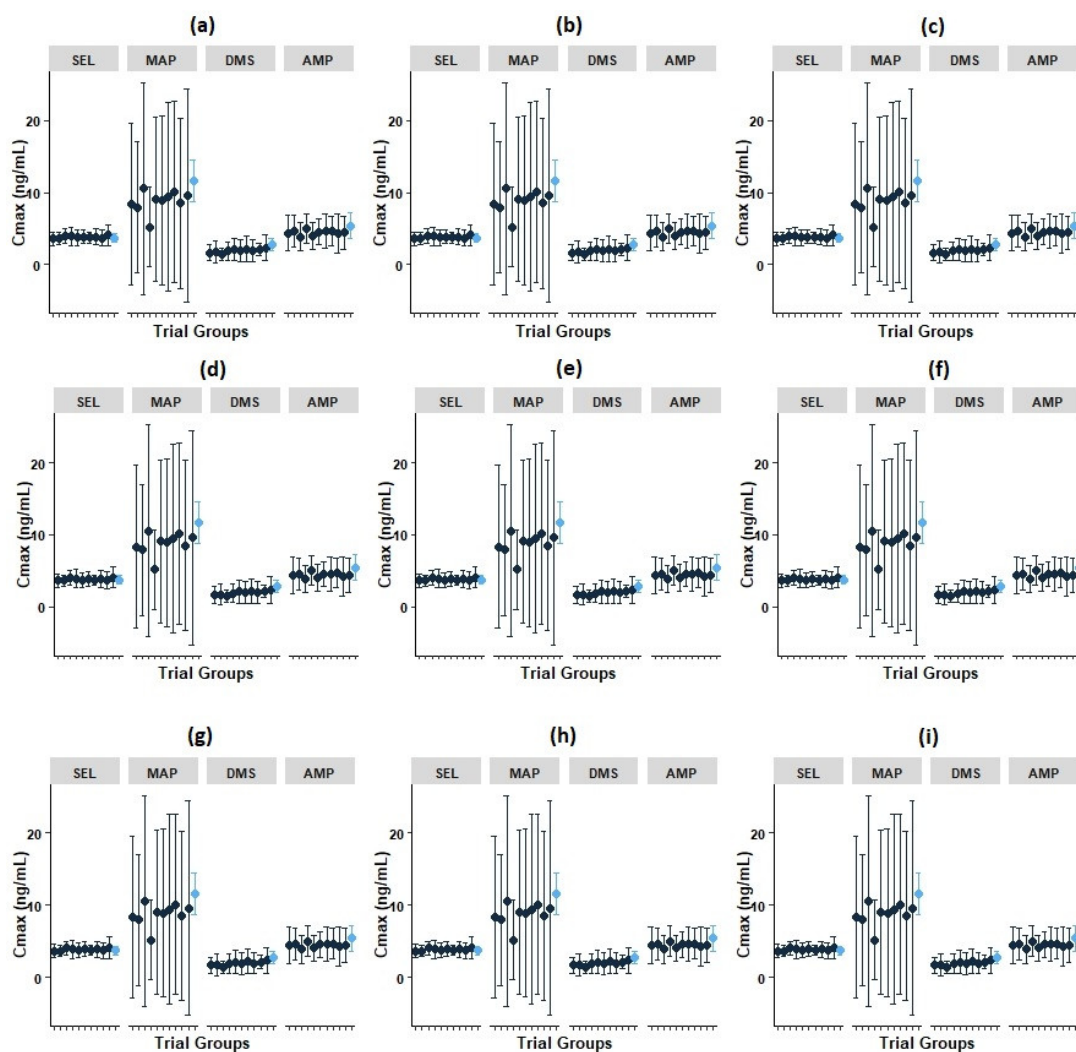 (a) (b) (c)
SEL MAP DMS AMP SEL MAP DMS AMP SEL MAP DMS AMP
Cmax (ng/mL) Cmax (ng/mL) Cmax (ng/mL)
20 20 20
10 10 10
0 0 0
Trial Groups Trial Groups Trial Groups
(d) (e) (f)
SEL MAP DMS AMP SEL MAP DMS AMP SEL MAP DMS AMP
Cmax (ng/mL) Cmax (ng/mL) Cmax (ng/mL)
20 20 20
10 10 10
0 0 0
Trial Groups Trial Groups Trial Groups
(g) (h) (i)
SEL MAP DMS AMP SEL MAP DMS AMP SEL MAP DMS AMP
Cmax (ng/mL) Cmax (ng/mL) Cmax (ng/mL)
20 20 20
10 10 10
0 0 0
Trial Groups Trial Groups Trial Groups